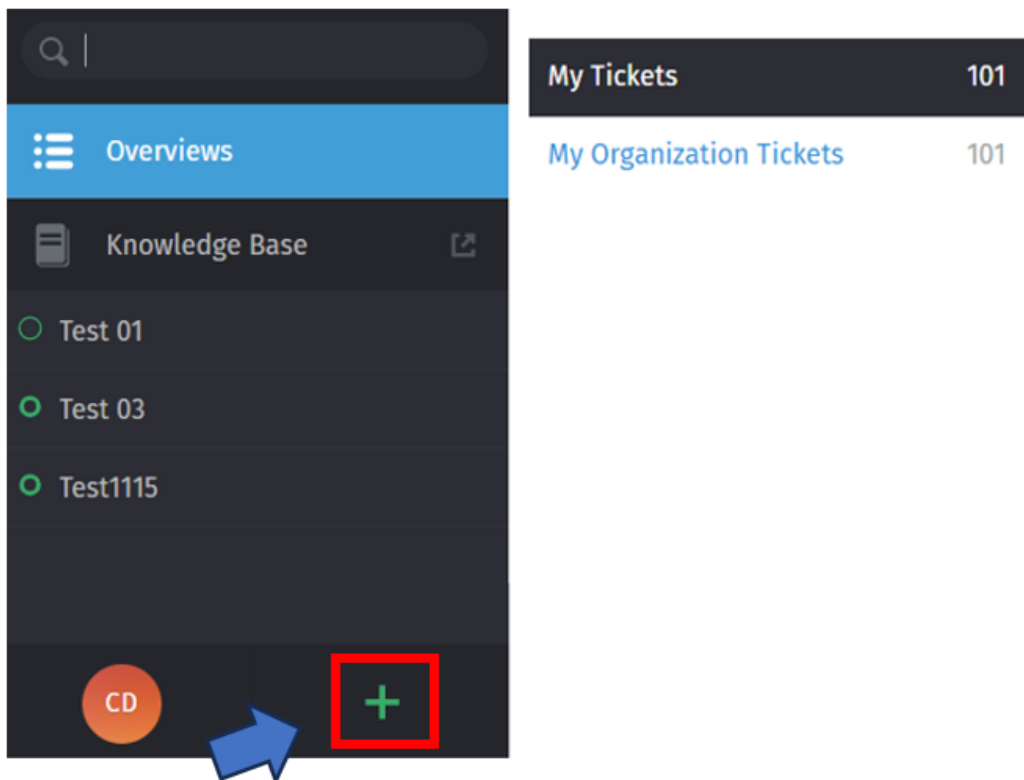 Overviews
Knowledge Base
Test 01
Test 03
Test1115
CD
My Tickets 101
My Organization Tickets 101